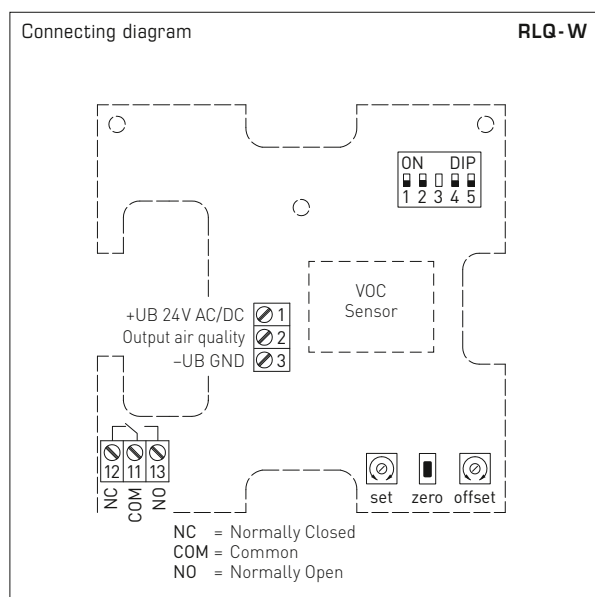 Connecting diagram RLQ-W
ON DIP
1 2 3 4 5
VOC
Sensor
+UB 24V AC/DC 1
Output air quality 2
–UB GND 3
12 11 13
NC COM NO
set zero offset
NC = Normally Closed
COM = Common
NO = Normally Open